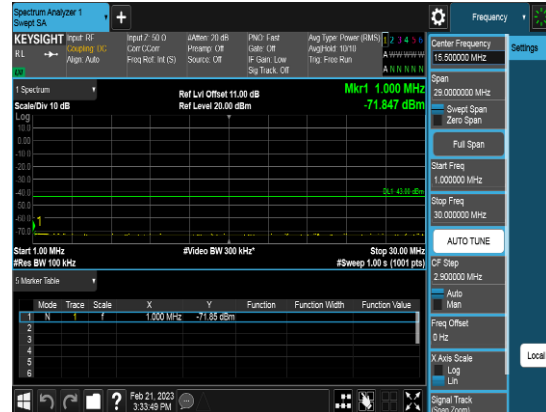 Spectrum Analyzer 1
Swept SA
+
Frequency
Settings
KEYSIGHT
RL
Input: RF
Coupling: DC
Align: Auto
Input Z: 50 Ω
Corr CCorr
Freq Ref: Int (S)
#Atten: 20 dB
Preamp: Off
Source: Off
PNO: Fast
Gate: Off
IF Gain: Low
Sig Track: Off
Avg Type: Power (RMS)
Avg|Hold: 10/10
Trig: Free Run
1 2 3 4 5 6
A W W W W W
A N N N N N
1 Spectrum
Scale/Div 10 dB
Log
Ref Lvl Offset 11.00 dB
Ref Level 20.00 dBm
Mkr1 1.000 MHz
-71.847 dBm
10.0
0.0
-10.0
-20.0
-30.0
-40.0
-50.0
-60.0
-70.0
DL1 -43.00 dBm
1
Start 1.00 MHz
#Res BW 100 kHz
#Video BW 300 kHz*
Stop 30.00 MHz
#Sweep 1.00 s (1001 pts)
5 Marker Table
Mode Trace Scale X Y Function Function Width Function Value
1 N 1 f 1.000 MHz -71.85 dBm
2
3
4
5
6
Center Frequency
15.500000 MHz
Span
29.0000000 MHz
Swept Span
Zero Span
Full Span
Start Freq
1.000000 MHz
Stop Freq
30.000000 MHz
AUTO TUNE
CF Step
2.900000 MHz
Auto
Man
Freq Offset
0 Hz
X Axis Scale
Log
Lin
Signal Track
(Span Zoom)
Local
?
Feb 21, 2023
3:33:49 PM